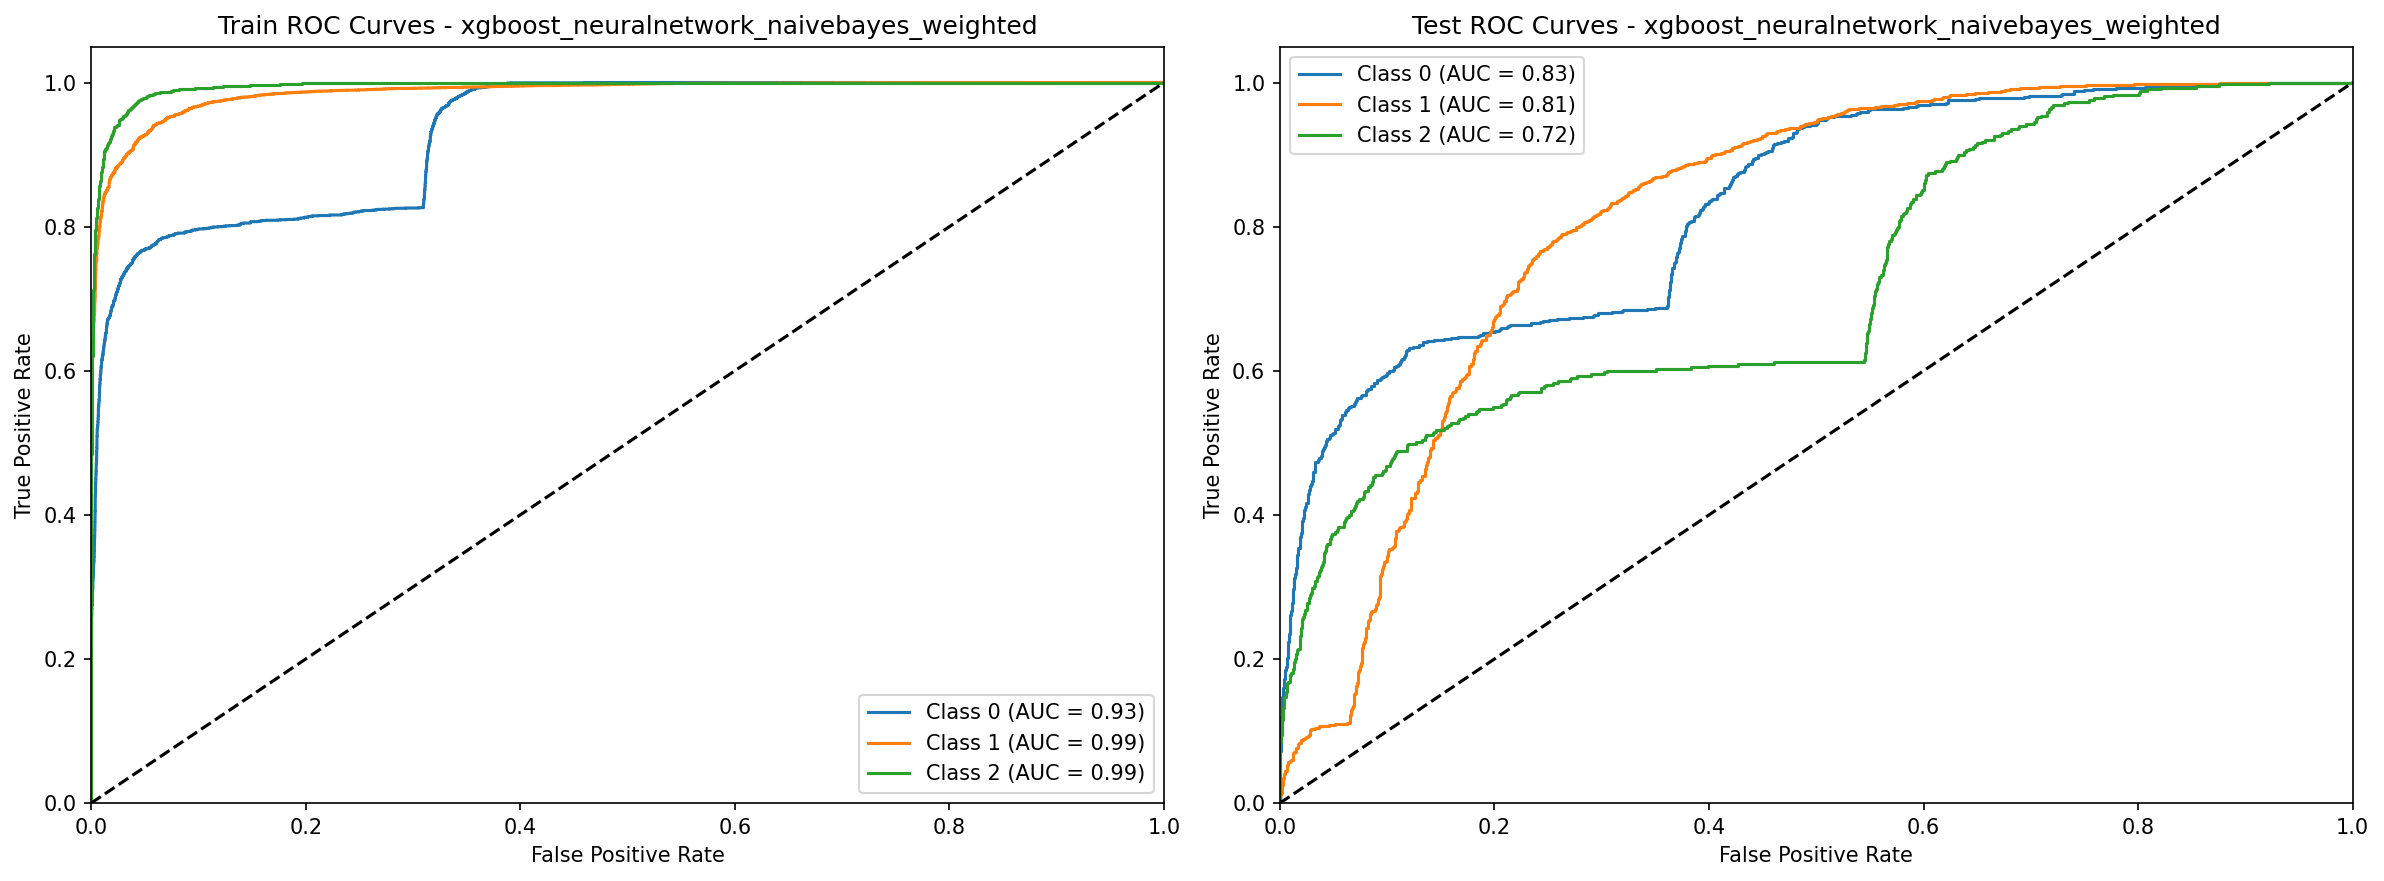 Train ROC Curves - xgboost_neuralnetwork_naivebayes_weighted
True Positive Rate
1.0
0.8
0.6
0.4
0.2
0.0
0.0 0.2 0.4 0.6 0.8 1.0
False Positive Rate
Class 0 (AUC = 0.93)
Class 1 (AUC = 0.99)
Class 2 (AUC = 0.99)
Test ROC Curves - xgboost_neuralnetwork_naivebayes_weighted
Class 0 (AUC = 0.83)
Class 1 (AUC = 0.81)
Class 2 (AUC = 0.72)
True Positive Rate
1.0
0.8
0.6
0.4
0.2
0.0
0.0 0.2 0.4 0.6 0.8 1.0
False Positive Rate